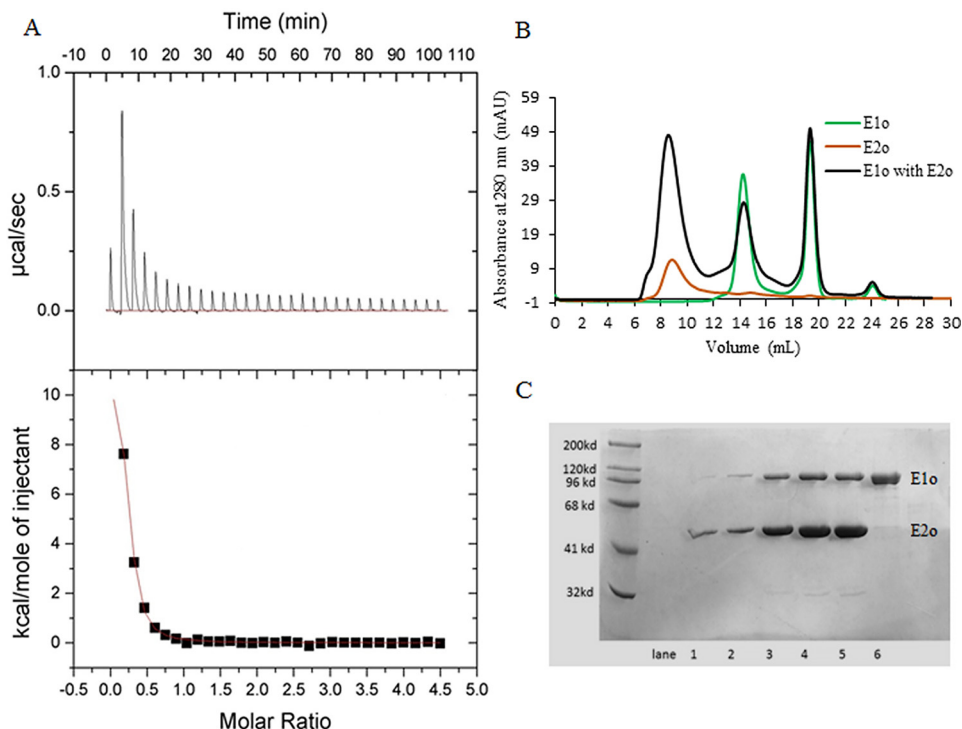 A
Time (min)
-10 0 10 20 30 40 50 60 70 80 90 100 110
1.0
0.5
0.0
µcal/sec
10
8
6
4
2
0
kcal/mole of injectant
-0.5 0.0 0.5 1.0 1.5 2.0 2.5 3.0 3.5 4.0 4.5 5.0
Molar Ratio
B
59
49
39
29
19
9
-1
Absorbance at 280 nm (mAU)
E1o
E2o
E1o with E2o
0 2 4 6 8 10 12 14 16 18 20 22 24 26 28 30
Volume (mL)
C
200kd
120kd
96 kd
68 kd
41 kd
32kd
E1o
E2o
lane 1 2 3 4 5 6